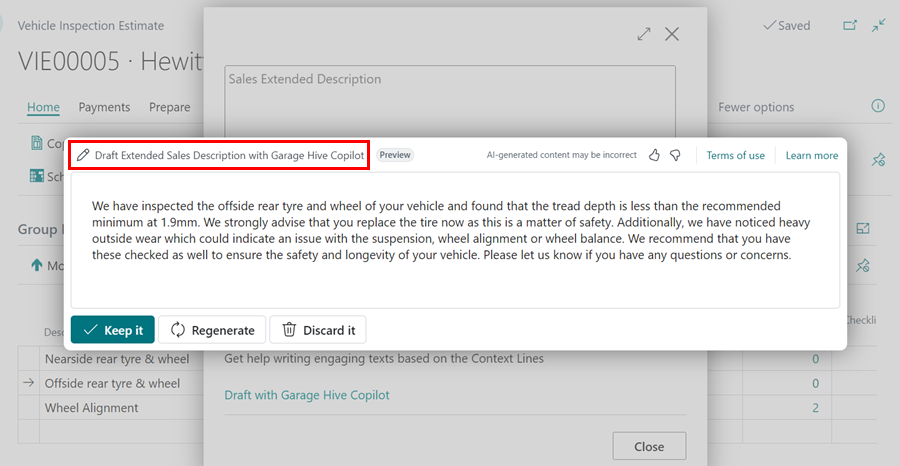 Vehicle Inspection Estimate
Saved
VIE00005 · Hewit
Sales Extended Description
Home Payments Prepare Fewer options
Draft Extended Sales Description with Garage Hive Copilot Preview AI-generated content may be incorrect Terms of use Learn more
We have inspected the offside rear tyre and wheel of your vehicle and found that the tread depth is less than the recommended
minimum at 1.9mm. We strongly advise that you replace the tire now as this is a matter of safety. Additionally, we have noticed heavy
outside wear which could indicate an issue with the suspension, wheel alignment or wheel balance. We recommend that you have
these checked as well to ensure the safety and longevity of your vehicle. Please let us know if you have any questions or concerns.
Group
Keep it Regenerate Discard it
Nearside rear tyre & wheel Get help writing engaging texts based on the Context Lines 0
Offside rear tyre & wheel 0
Draft with Garage Hive Copilot
Wheel Alignment 2
Close